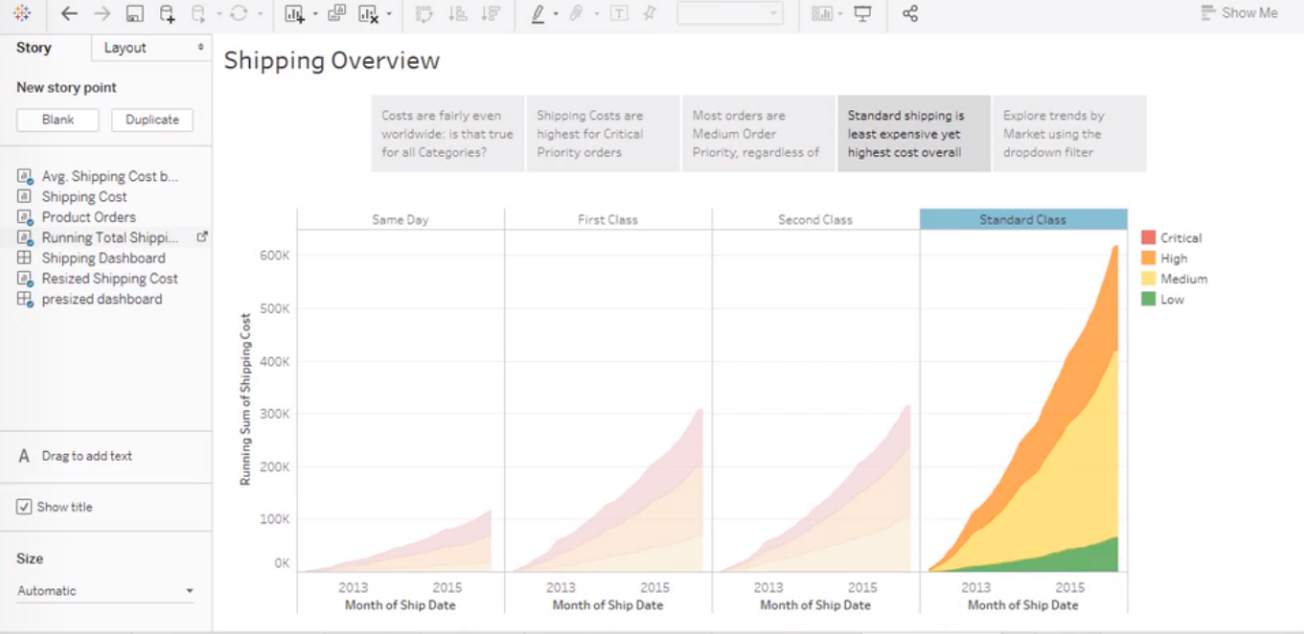 Show Me
Story
Layout
New story point
Blank
Duplicate
Avg. Shipping Cost b...
Shipping Cost
Product Orders
Running Total Shippi...
Shipping Dashboard
Resized Shipping Cost
presized dashboard
A Drag to add text
Show title
Size
Automatic
Shipping Overview
Costs are fairly even
worldwide: is that true
for all Categories?
Shipping Costs are
highest for Critical
Priority orders
Most orders are
Medium Order
Priority, regardless of
Standard shipping is
least expensive yet
highest cost overall
Explore trends by
Market using the
dropdown filter
Same Day
First Class
Second Class
Standard Class
Running Sum of Shipping Cost
600K
500K
400K
300K
200K
100K
0K
2013 2015
Month of Ship Date
2013 2015
Month of Ship Date
2013 2015
Month of Ship Date
2013 2015
Month of Ship Date
Critical
High
Medium
Low